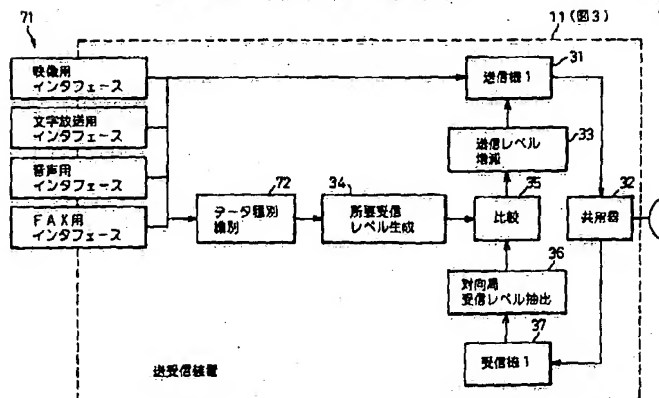 71
11(図3)
映像用
インタフェース
文字放送用
インタフェース
音声用
インタフェース
FAX用
インタフェース
送信機1
31
送信レベル
増減
33
72
データ種別
識別
34
所要受信
レベル生成
35
比較
32
共用器
36
対向局
受信レベル抽出
37
受信機1
送受信装置